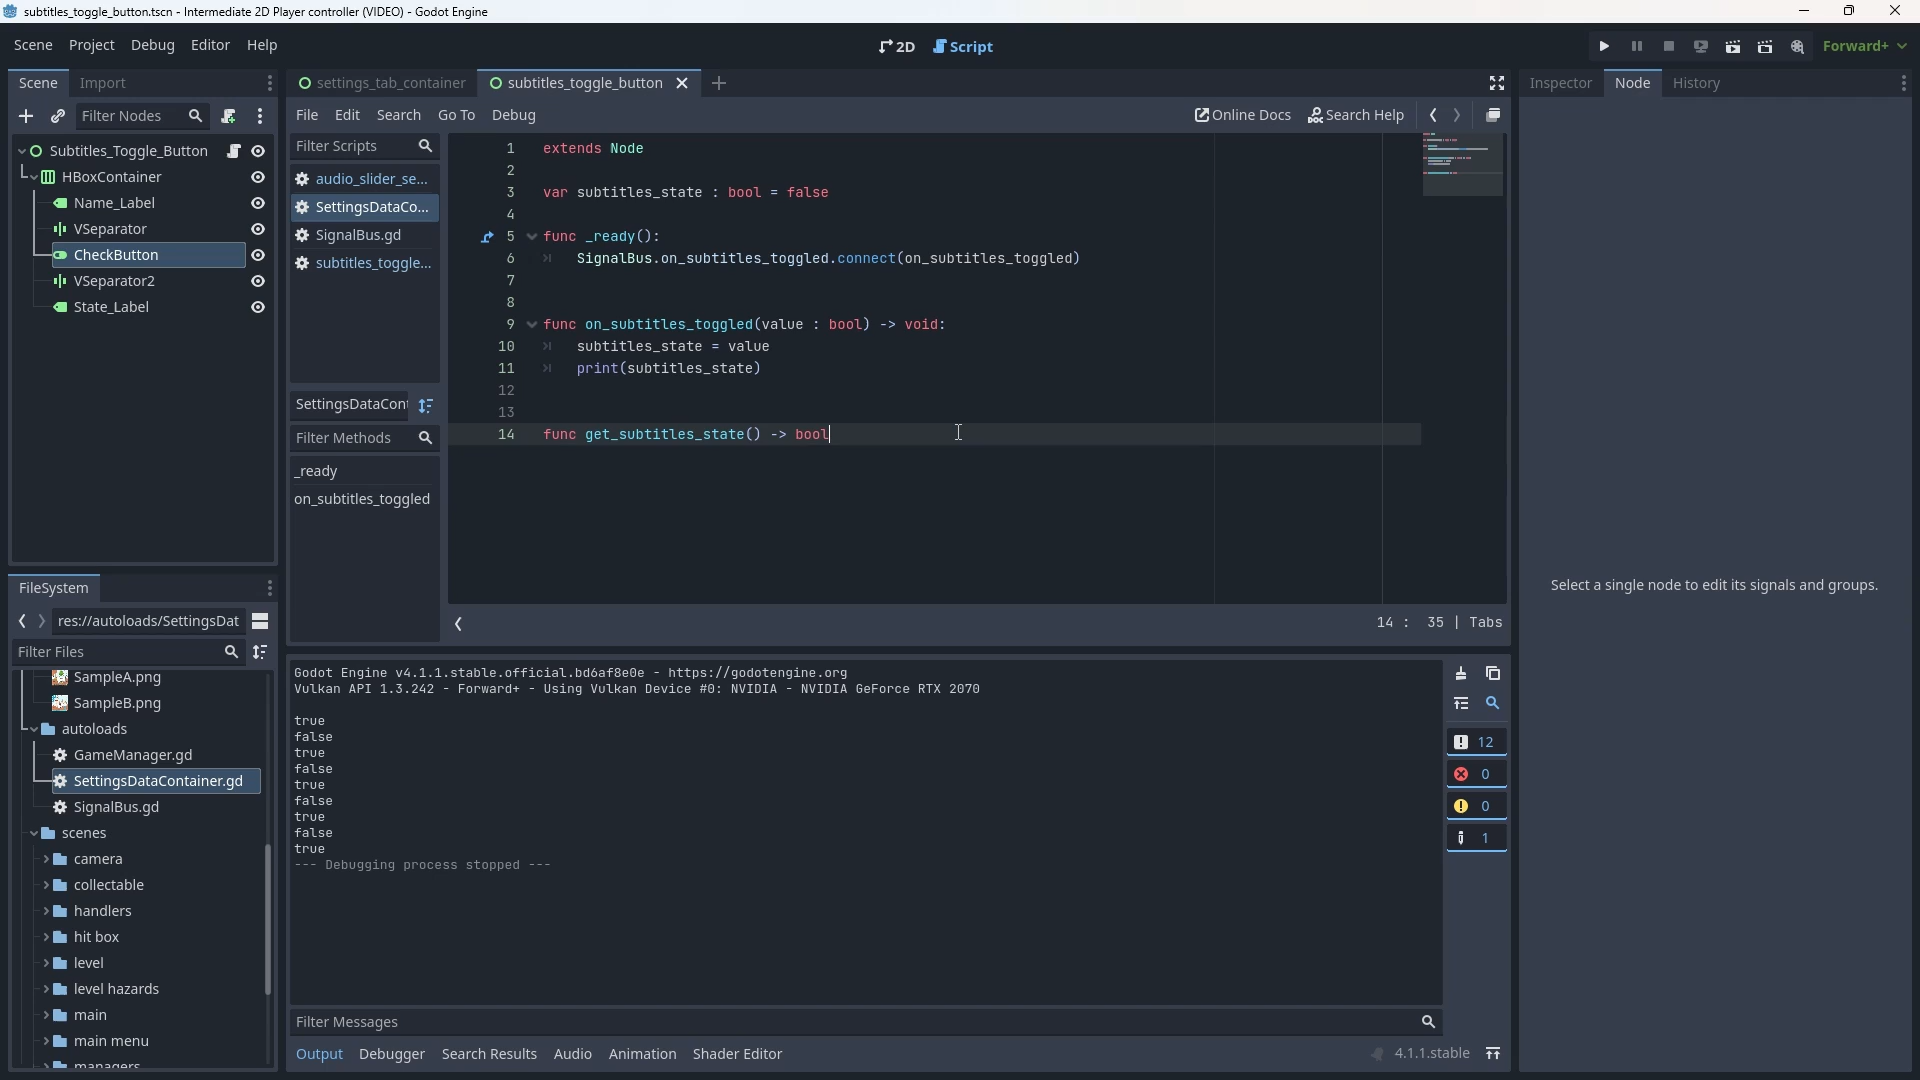 subtitles_toggle_button.tscn - Intermediate 2D Player controller (VIDEO) - Godot Engine
Scene Project Debug Editor Help
2D Script
Forward+
Scene Import
settings_tab_container subtitles_toggle_button
Inspector Node History
Filter Nodes
File Edit Search Go To Debug
Online Docs Search Help
Subtitles_Toggle_Button
HBoxContainer
Name_Label
VSeparator
CheckButton
VSeparator2
State_Label
Filter Scripts
audio_slider_se...
SettingsDataCo...
SignalBus.gd
subtitles_toggle...
SettingsDataCont
Filter Methods
_ready
on_subtitles_toggled
1 extends Node
2
3 var subtitles_state : bool = false
4
5 func _ready():
6 SignalBus.on_subtitles_toggled.connect(on_subtitles_toggled)
7
8
9 func on_subtitles_toggled(value : bool) -> void:
10 subtitles_state = value
11 print(subtitles_state)
12
13
14 func get_subtitles_state() -> bool
14 : 35 | Tabs
Select a single node to edit its signals and groups.
FileSystem
res://autoloads/SettingsDat
Filter Files
SampleA.png
SampleB.png
autoloads
GameManager.gd
SettingsDataContainer.gd
SignalBus.gd
scenes
camera
collectable
handlers
hit box
level
level hazards
main
main menu
managers
Godot Engine v4.1.1.stable.official.bd6af8e0e - https://godotengine.org
Vulkan API 1.3.242 - Forward+ - Using Vulkan Device #0: NVIDIA - NVIDIA GeForce RTX 2070
true
false
true
false
true
false
true
false
true
--- Debugging process stopped ---
12
0
0
1
Filter Messages
Output Debugger Search Results Audio Animation Shader Editor
4.1.1.stable